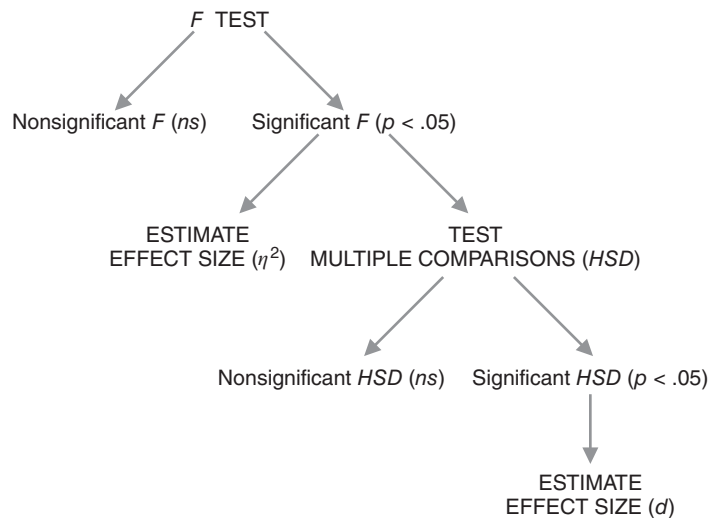 F TEST
Nonsignificant F (ns)
Significant F (p < .05)
ESTIMATE
EFFECT SIZE (η²)
TEST
MULTIPLE COMPARISONS (HSD)
Nonsignificant HSD (ns)
Significant HSD (p < .05)
ESTIMATE
EFFECT SIZE (d)